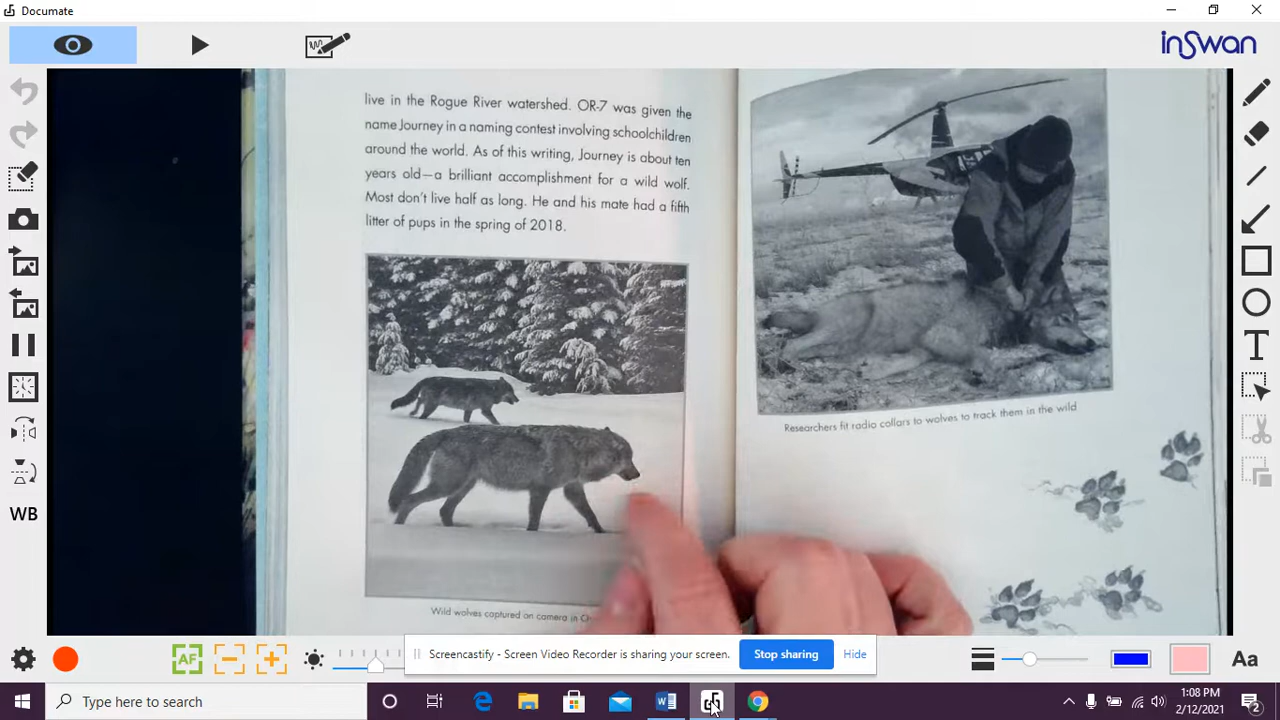 Documate
inSwan
live in the Rogue River watershed. OR-7 was given the
name Journey in a naming contest involving schoolchildren
around the world. As of this writing, Journey is about ten
years old—a brilliant accomplishment for a wild wolf.
Most don't live half as long. He and his mate had a fifth
litter of pups in the spring of 2018.
Wild wolves captured on camera in
Researchers fit radio collars to wolves to track them in the wild
T
WB
AF
Screencastify - Screen Video Recorder is sharing your screen.
Stop sharing
Hide
Aa
Type here to search
1:08 PM
2/12/2021
2